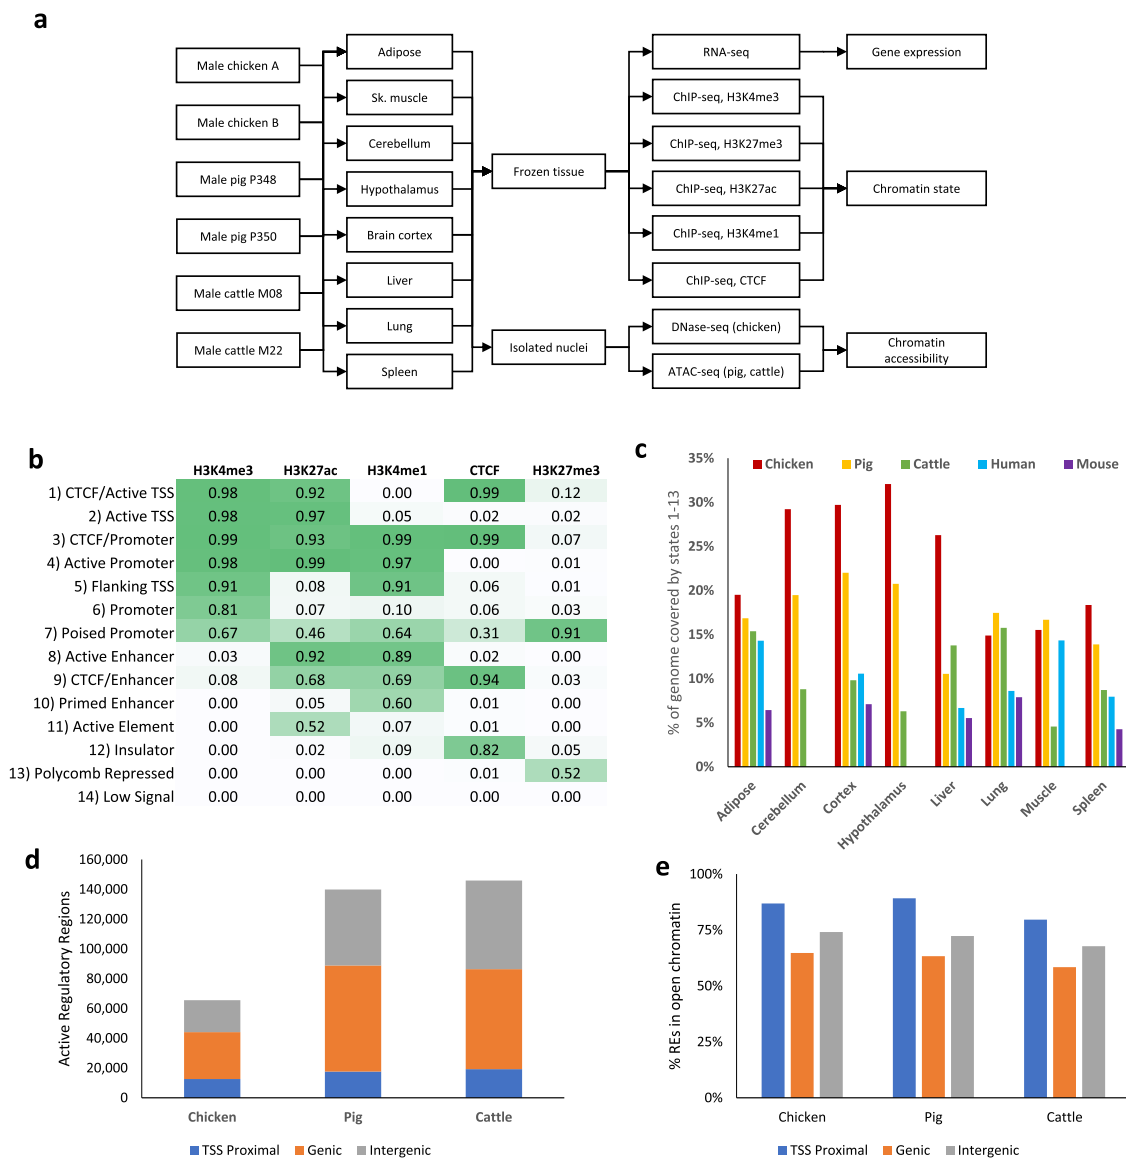 a
Male chicken A
Male chicken B
Male pig P348
Male pig P350
Male cattle M08
Male cattle M22
Adipose
Sk. muscle
Cerebellum
Hypothalamus
Brain cortex
Liver
Lung
Spleen
Frozen tissue
Isolated nuclei
RNA-seq
ChIP-seq, H3K4me3
ChIP-seq, H3K27me3
ChIP-seq, H3K27ac
ChIP-seq, H3K4me1
ChIP-seq, CTCF
DNase-seq (chicken)
ATAC-seq (pig, cattle)
Gene expression
Chromatin state
Chromatin
accessibility
b
H3K4me3 H3K27ac H3K4me1 CTCF H3K27me3
1) CTCF/Active TSS 0.98 0.92 0.00 0.99 0.12
2) Active TSS 0.98 0.97 0.05 0.02 0.02
3) CTCF/Promoter 0.99 0.93 0.99 0.99 0.07
4) Active Promoter 0.98 0.99 0.97 0.00 0.01
5) Flanking TSS 0.91 0.08 0.91 0.06 0.01
6) Promoter 0.81 0.07 0.10 0.06 0.03
7) Poised Promoter 0.67 0.46 0.64 0.31 0.91
8) Active Enhancer 0.03 0.92 0.89 0.02 0.00
9) CTCF/Enhancer 0.08 0.68 0.69 0.94 0.03
10) Primed Enhancer 0.00 0.05 0.60 0.01 0.00
11) Active Element 0.00 0.52 0.07 0.01 0.00
12) Insulator 0.00 0.02 0.09 0.82 0.05
13) Polycomb Repressed 0.00 0.00 0.00 0.01 0.52
14) Low Signal 0.00 0.00 0.00 0.00 0.00
c
% of genome covered by states 1-13
35%
30%
25%
20%
15%
10%
5%
0%
Chicken Pig Cattle Human Mouse
Adipose
Cerebellum
Cortex
Hypothalamus
Liver
Lung
Muscle
Spleen
d
Active Regulatory Regions
160,000
140,000
120,000
100,000
80,000
60,000
40,000
20,000
0
Chicken Pig Cattle
TSS Proximal Genic Intergenic
e
% REs in open chromatin
100%
75%
50%
25%
0%
Chicken Pig Cattle
TSS Proximal Genic Intergenic